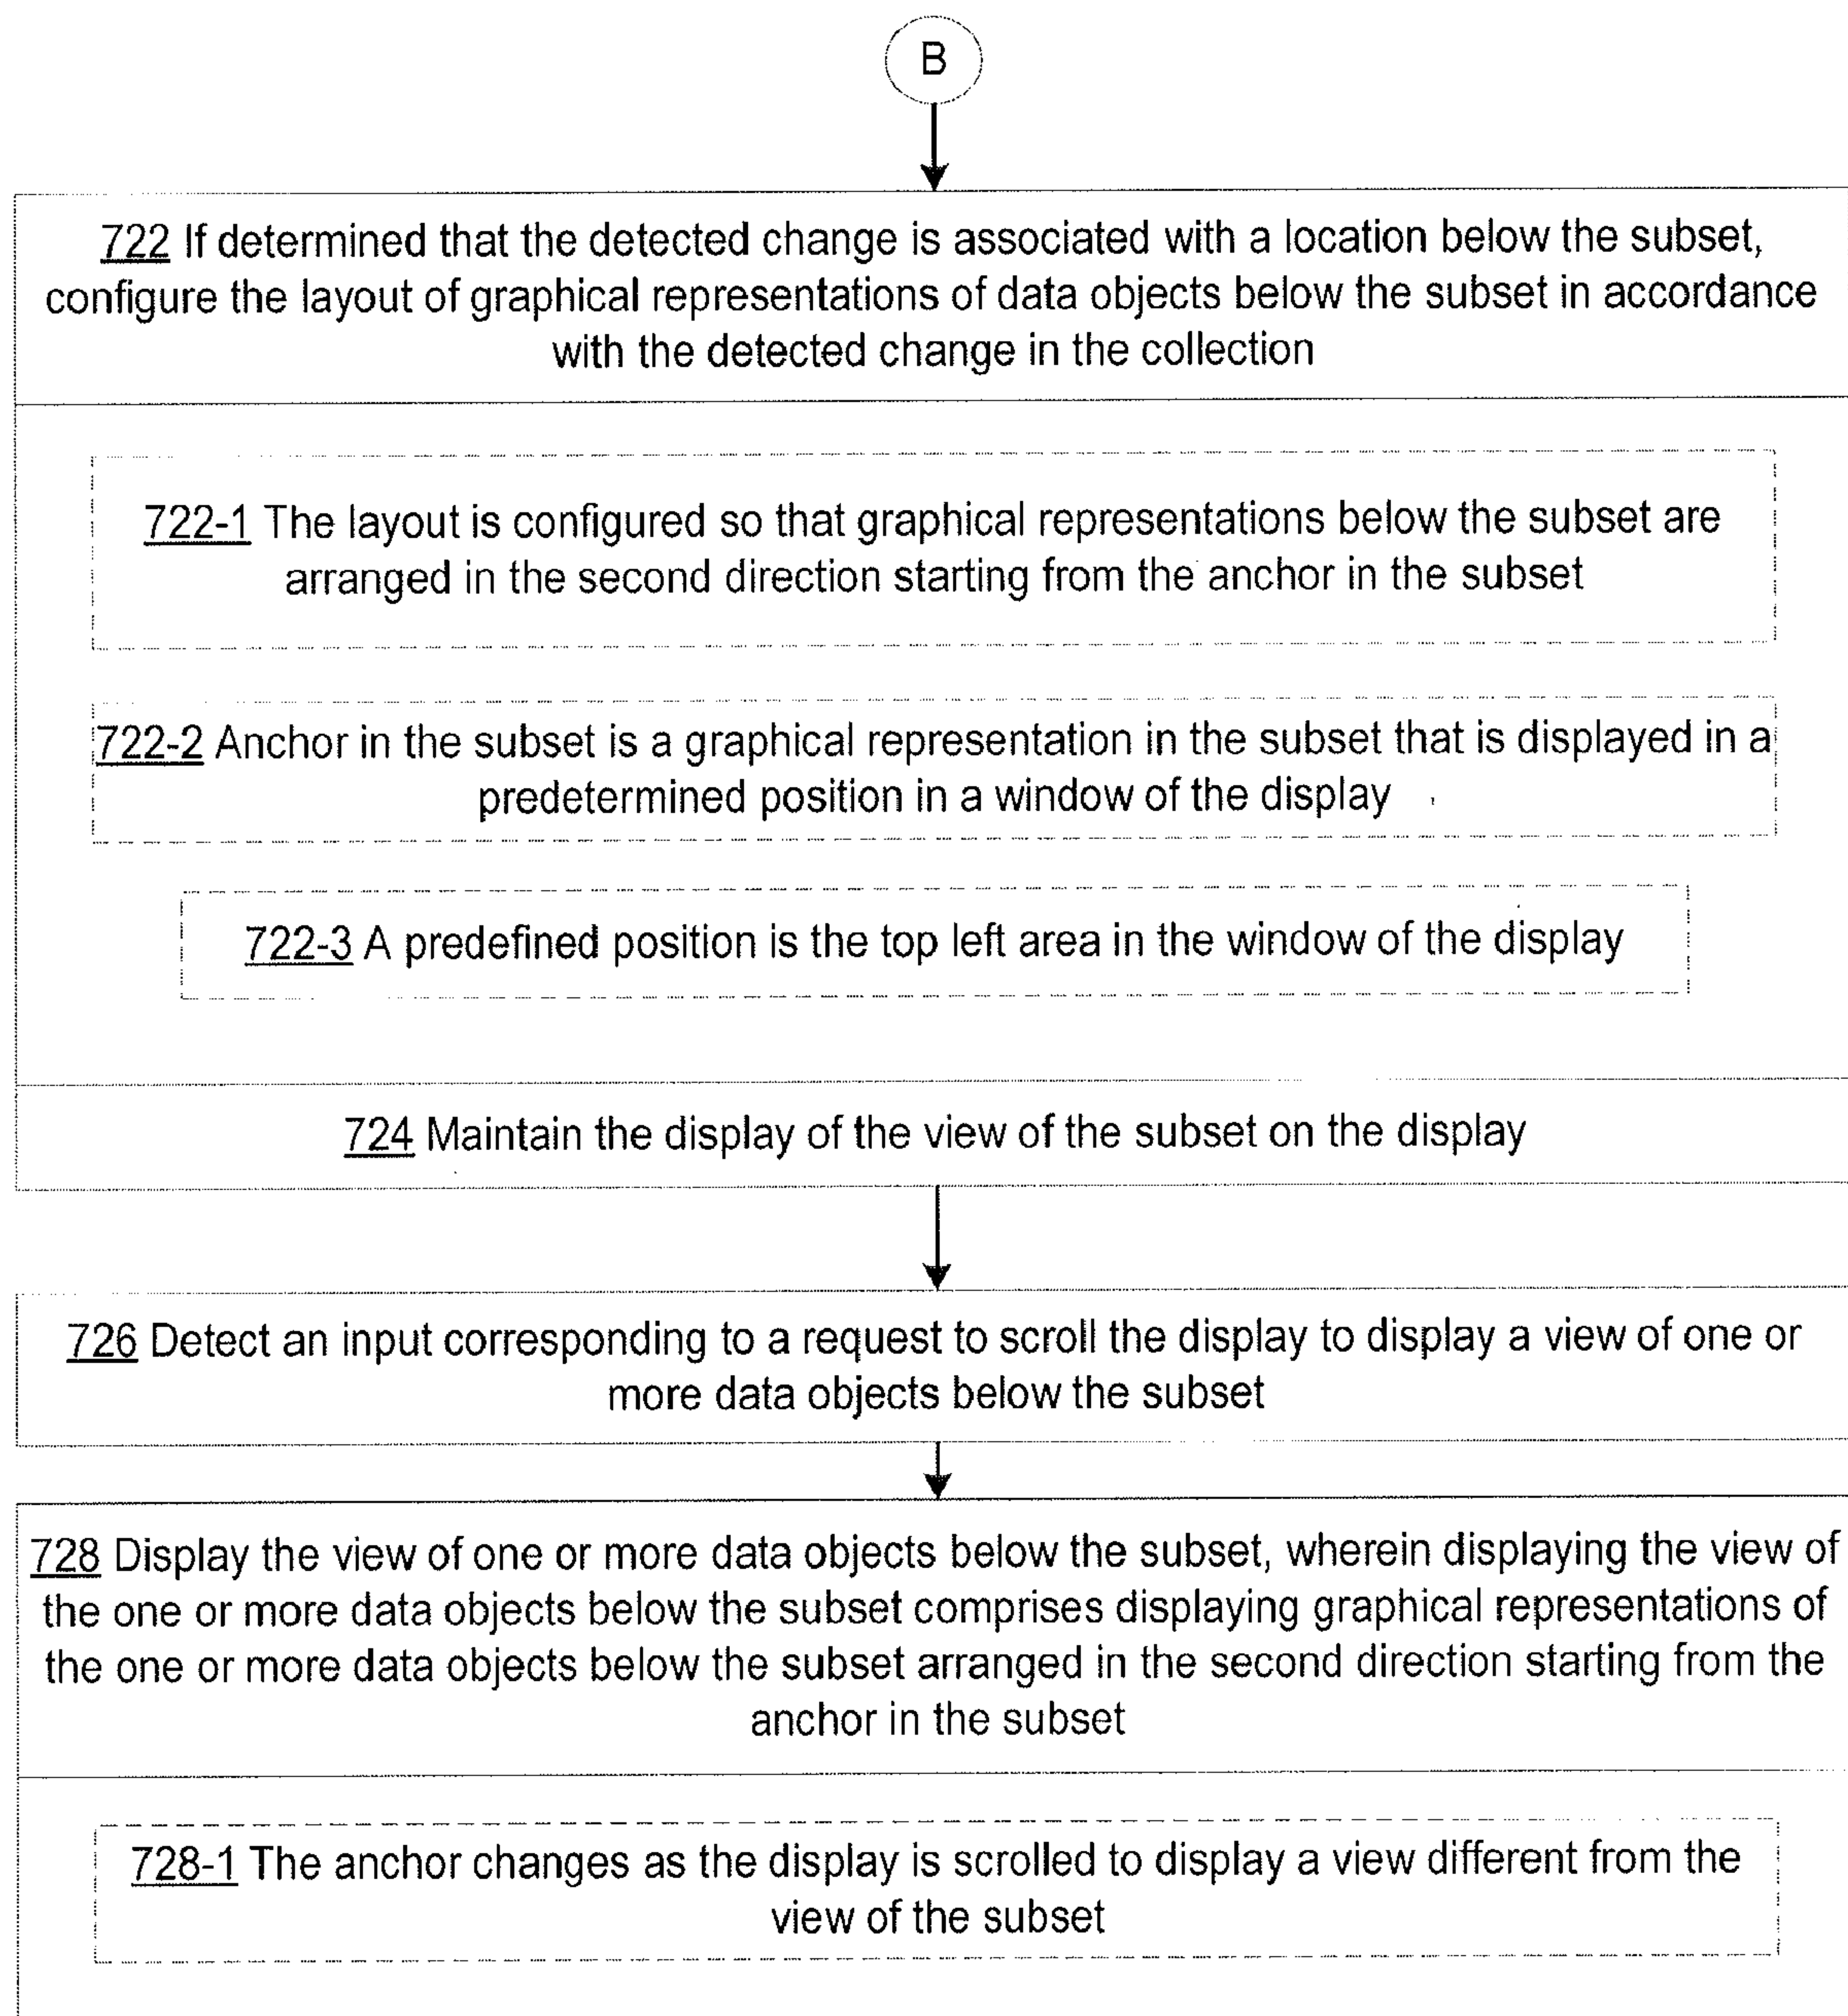 B
722 If determined that the detected change is associated with a location below the subset,
configure the layout of graphical representations of data objects below the subset in accordance
with the detected change in the collection
722-1 The layout is configured so that graphical representations below the subset are
arranged in the second direction starting from the anchor in the subset
722-2 Anchor in the subset is a graphical representation in the subset that is displayed in a
predetermined position in a window of the display
722-3 A predefined position is the top left area in the window of the display
724 Maintain the display of the view of the subset on the display
726 Detect an input corresponding to a request to scroll the display to display a view of one or
more data objects below the subset
728 Display the view of one or more data objects below the subset, wherein displaying the view of
the one or more data objects below the subset comprises displaying graphical representations of
the one or more data objects below the subset arranged in the second direction starting from the
anchor in the subset
728-1 The anchor changes as the display is scrolled to display a view different from the
view of the subset